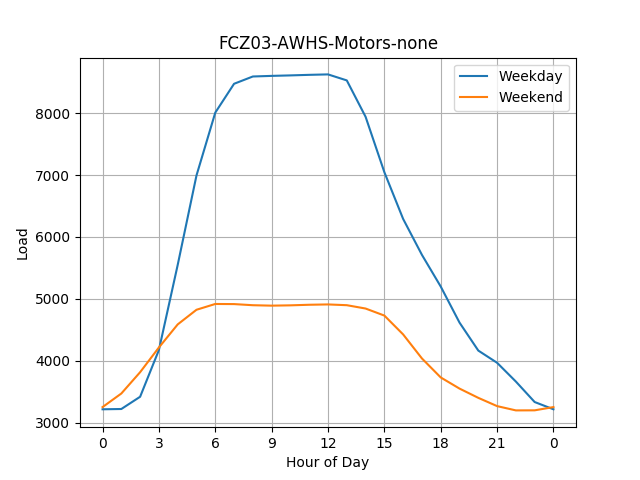 FCZ03-AWHS-Motors-none
Weekday
Weekend
8000
7000
6000
5000
4000
3000
Load
0 3 6 9 12 15 18 21 0
Hour of Day